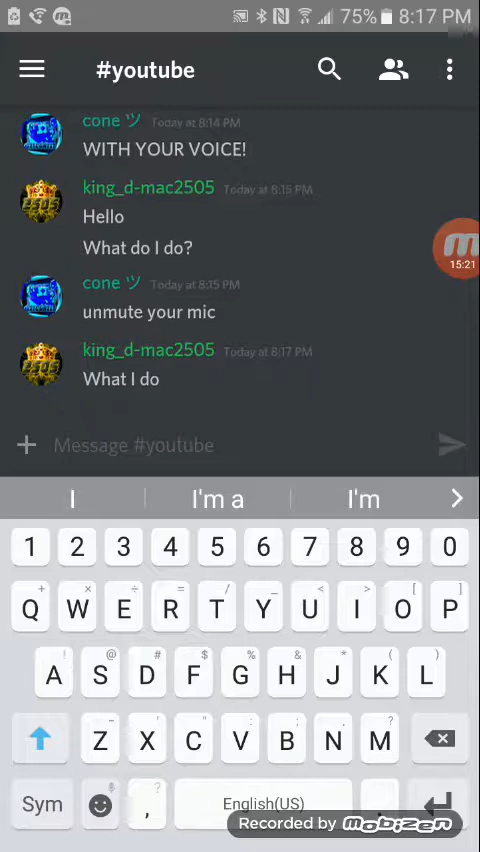 75% 8:17 PM
#youtube
cone ツ Today at 8:14 PM
WITH YOUR VOICE!
king_d-mac2505 Today at 8:15 PM
Hello
What do I do?
15:21
cone ツ Today at 8:15 PM
unmute your mic
king_d-mac2505 Today at 8:17 PM
What I do
Message #youtube
I I'm a I'm
1 2 3 4 5 6 7 8 9 0
+ × ÷ = / _ < > [ ]
Q W E R T Y U I O P
! @ # $ % & * ( )
A S D F G H J K L
- ' " : ; , ?
Z X C V B N M
Sym , English(US) .
Recorded by mobizen